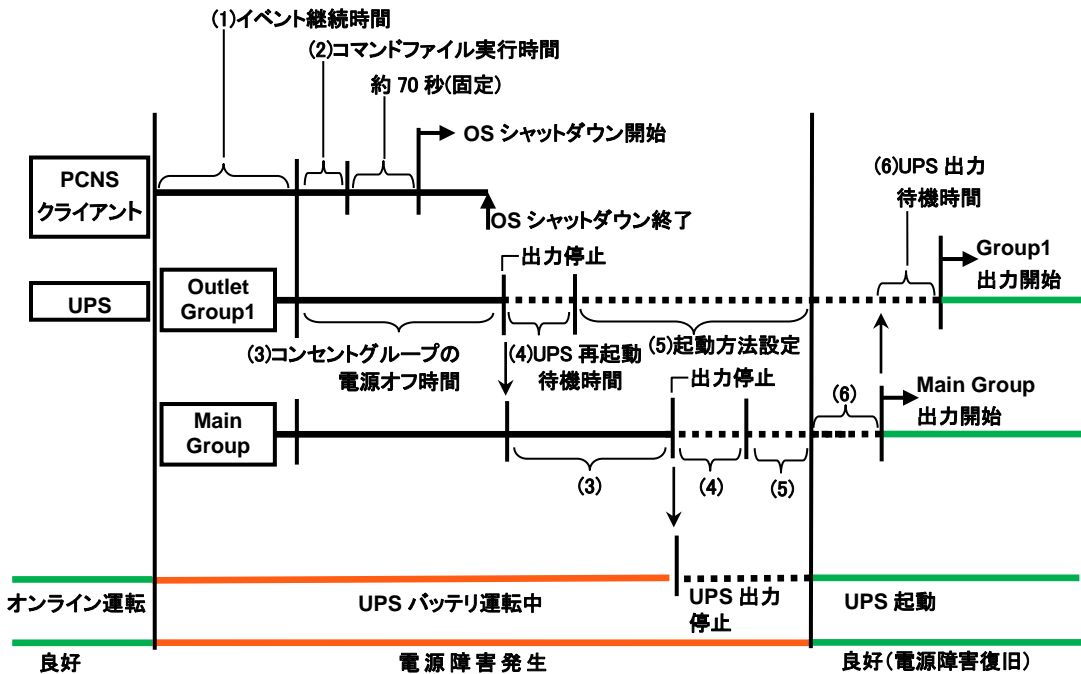 (1)イベント継続時間
(2)コマンドファイル実行時間
約 70 秒(固定)
OS シャットダウン開始
PCNS
クライアント
(6)UPS 出力
待機時間
OS シャットダウン終了
出力停止
Group1
出力開始
UPS
Outlet
Group1
(3)コンセントグループの
電源オフ時間
(4)UPS 再起動
待機時間
(5)起動方法設定
出力停止
(6)
Main Group
出力開始
Main
Group
(3)
(4)
(5)
オンライン運転
UPS バッテリ運転中
UPS 出力
停止
UPS 起動
良好
電源障害発生
良好(電源障害復旧)